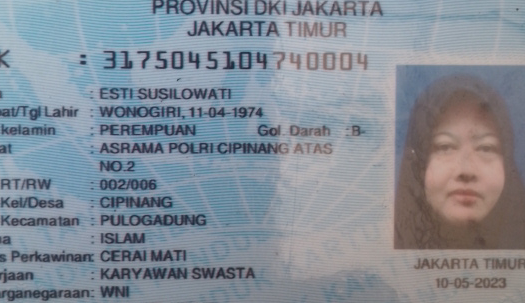 PROVINSI DKI JAKARTA
JAKARTA TIMUR
K : 3175045104740004
: ESTI SUSILOWATI
at/Tgl Lahir : WONOGIRI, 11-04-1974
kelamin : PEREMPUAN Gol. Darah : B-
at : ASRAMA POLRI CIPINANG ATAS
NO.2
RT/RW : 002/006
Kel/Desa : CIPINANG
Kecamatan : PULOGADUNG
a : ISLAM
s Perkawinan: CERAI MATI
rjaan : KARYAWAN SWASTA
arganegaraan: WNI
JAKARTA TIMUR
10-05-2023